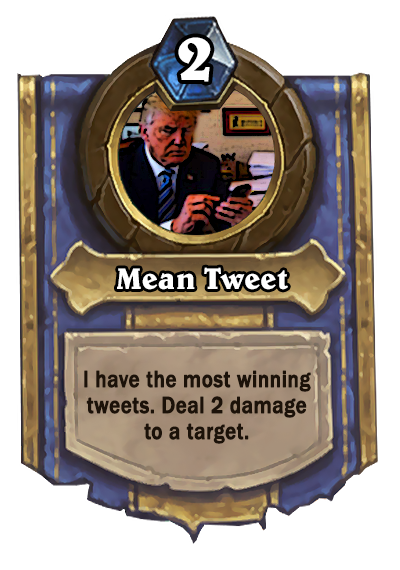 2
Mean Tweet
I have the most winning
tweets. Deal 2 damage
to a target.